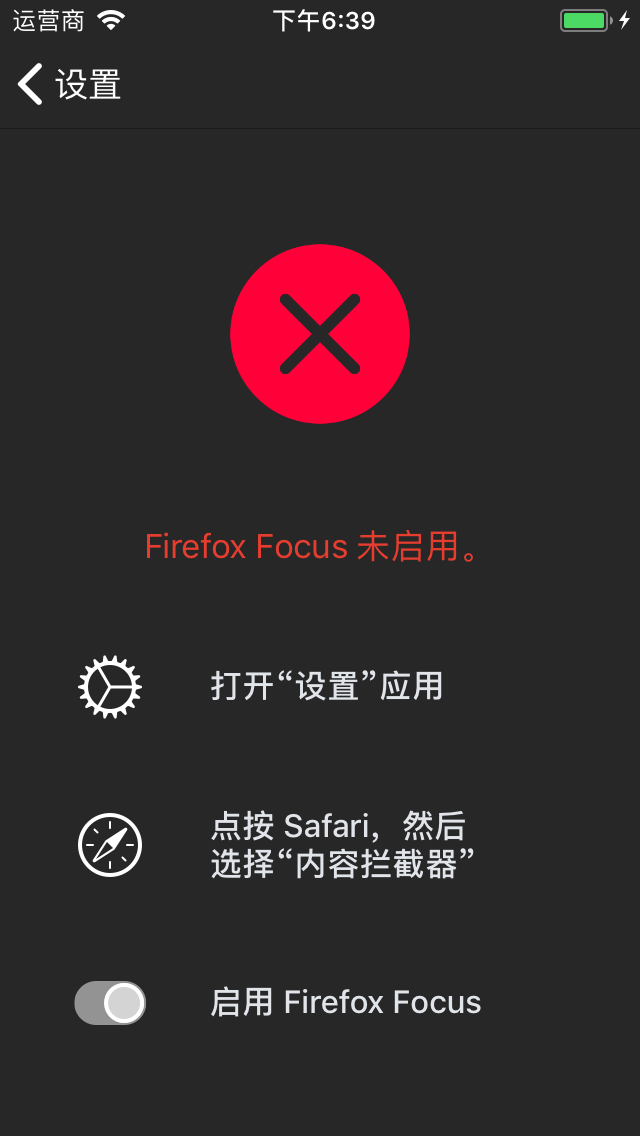 运营商 下午6:39
设置
Firefox Focus 未启用。
打开“设置”应用
点按 Safari，然后
选择“内容拦截器”
启用 Firefox Focus